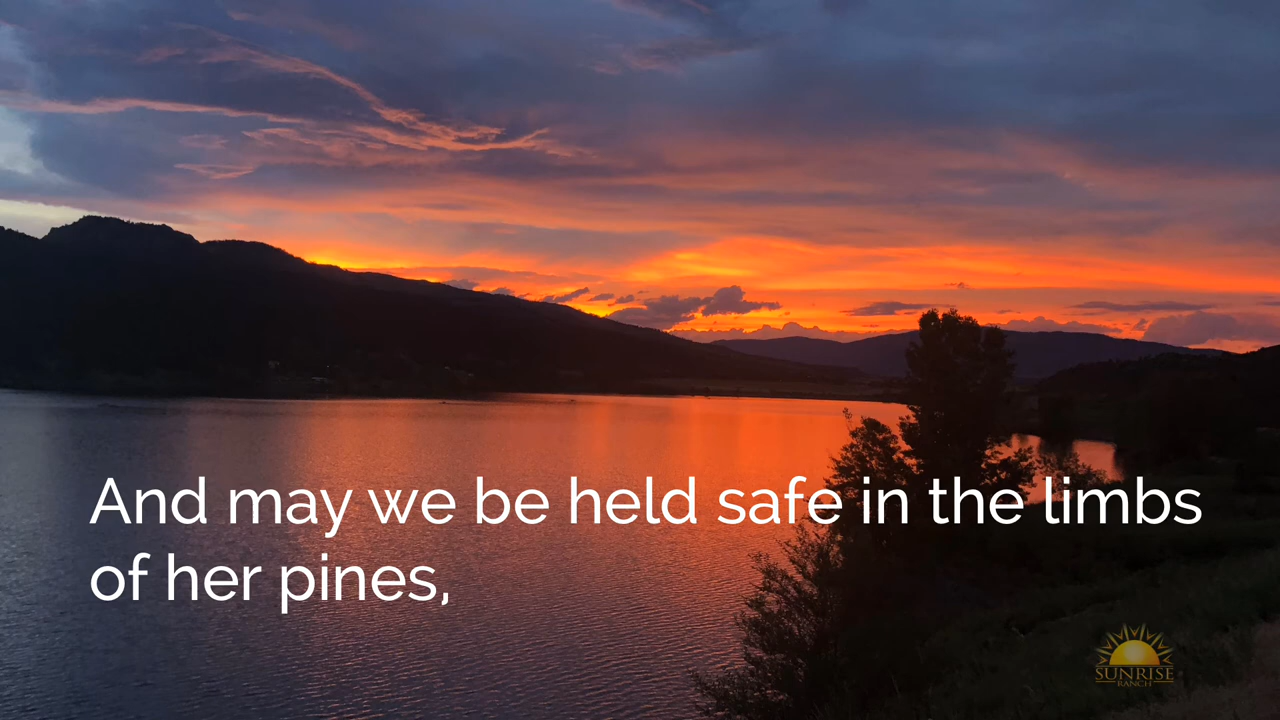 And may we be held safe in the limbs
of her pines,
SUNRISE
RANCH